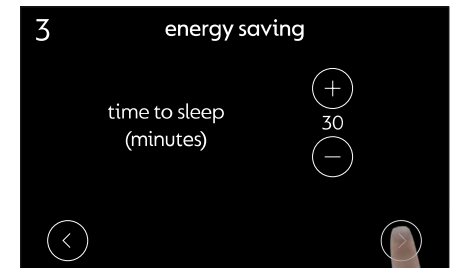 3
energy saving
time to sleep
(minutes)
+
30
−
<
>